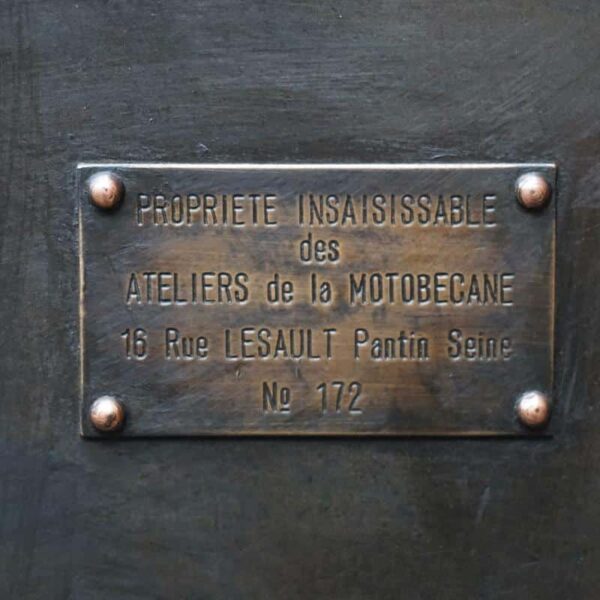 PROPRIETE INSAISISSABLE
des
ATELIERS de la MOTOBECANE
16 Rue LESAULT Pantin Seine
№ 172